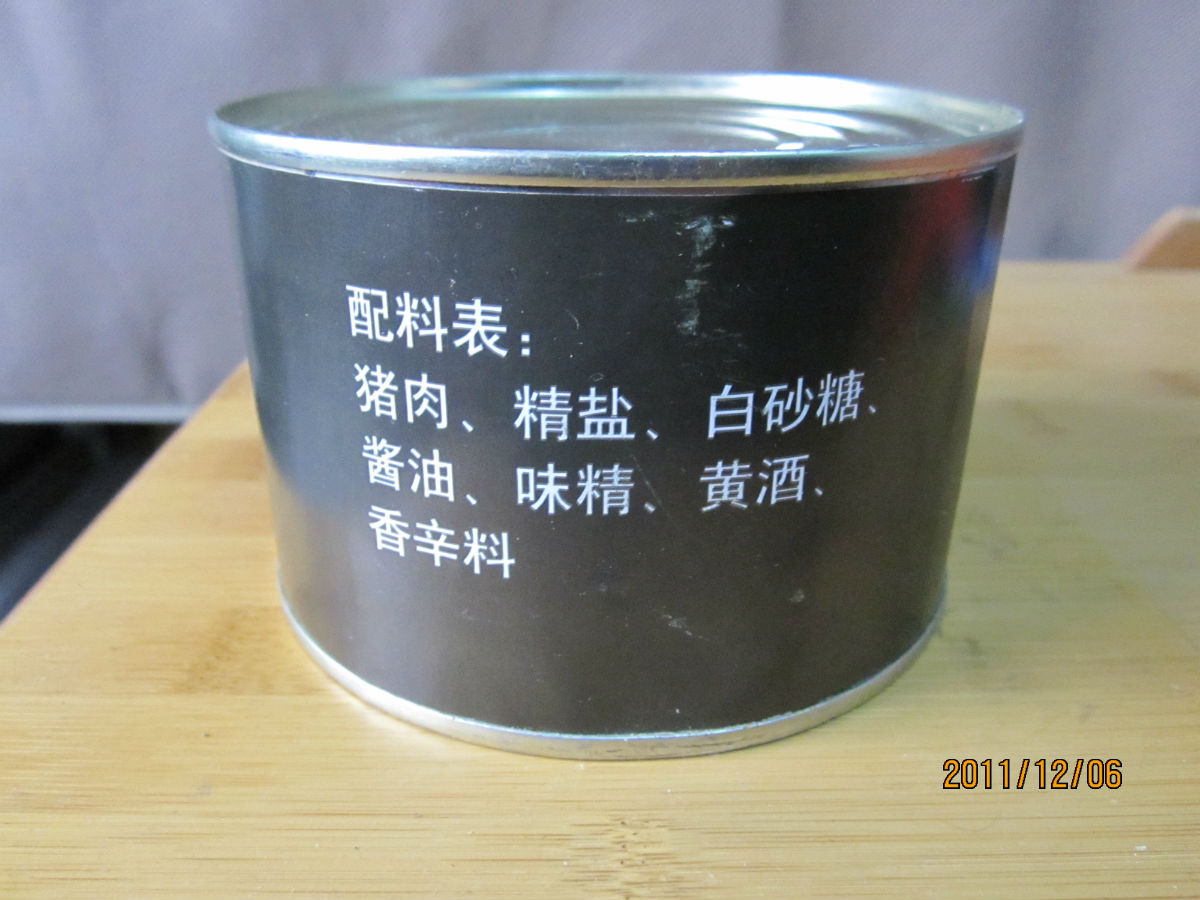 配料表：
猪肉、精盐、白砂糖、
酱油、味精、黄酒、
香辛料
2011/12/06